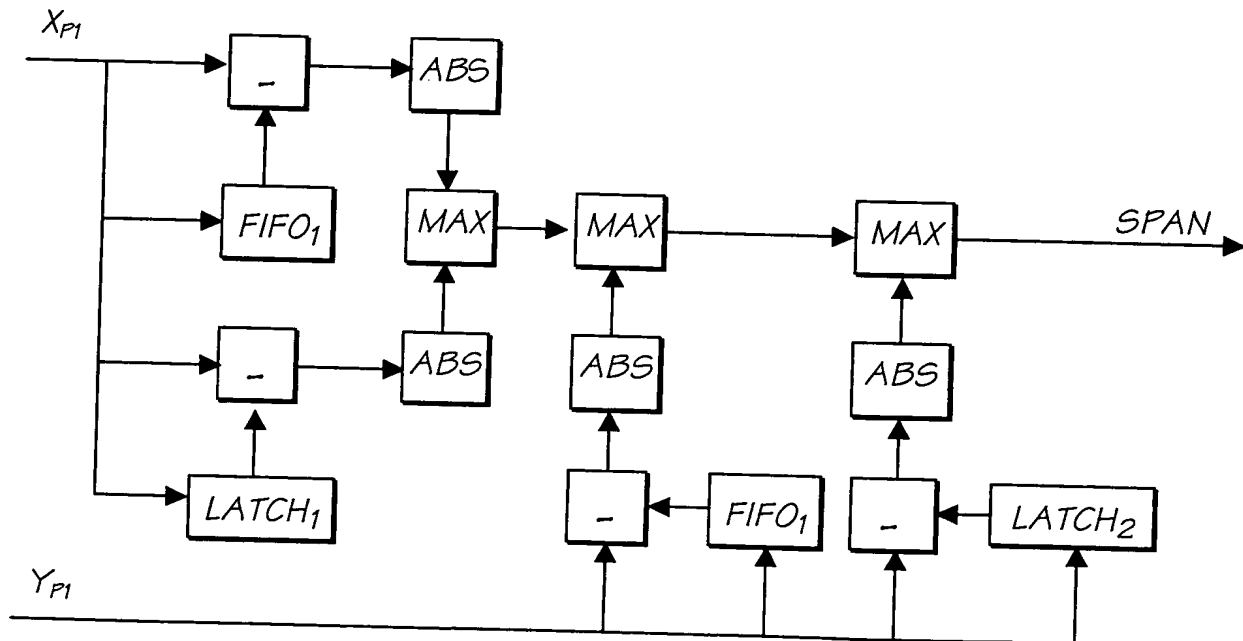 X_P1
- ABS
FIFO_1 MAX MAX MAX SPAN
- ABS ABS ABS
LATCH_1 - FIFO_1 - LATCH_2
Y_P1